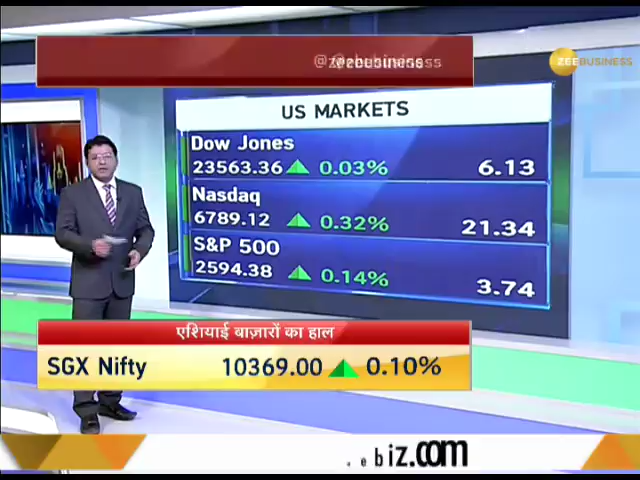 @zeebusiness
ZEEBUSINESS
US MARKETS
Dow Jones
23563.36 0.03% 6.13
Nasdaq
6789.12 0.32% 21.34
S&P 500
2594.38 0.14% 3.74
एशियाई बाज़ारों का हाल
SGX Nifty 10369.00 0.10%
ebiz.com